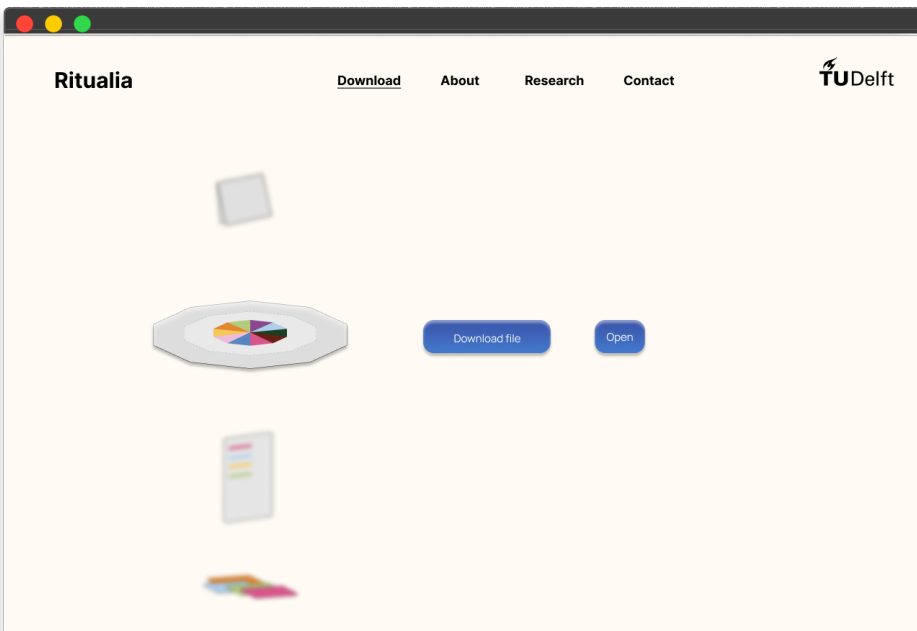 Ritualia
Download
About
Research
Contact
TUDelft
Download file
Open